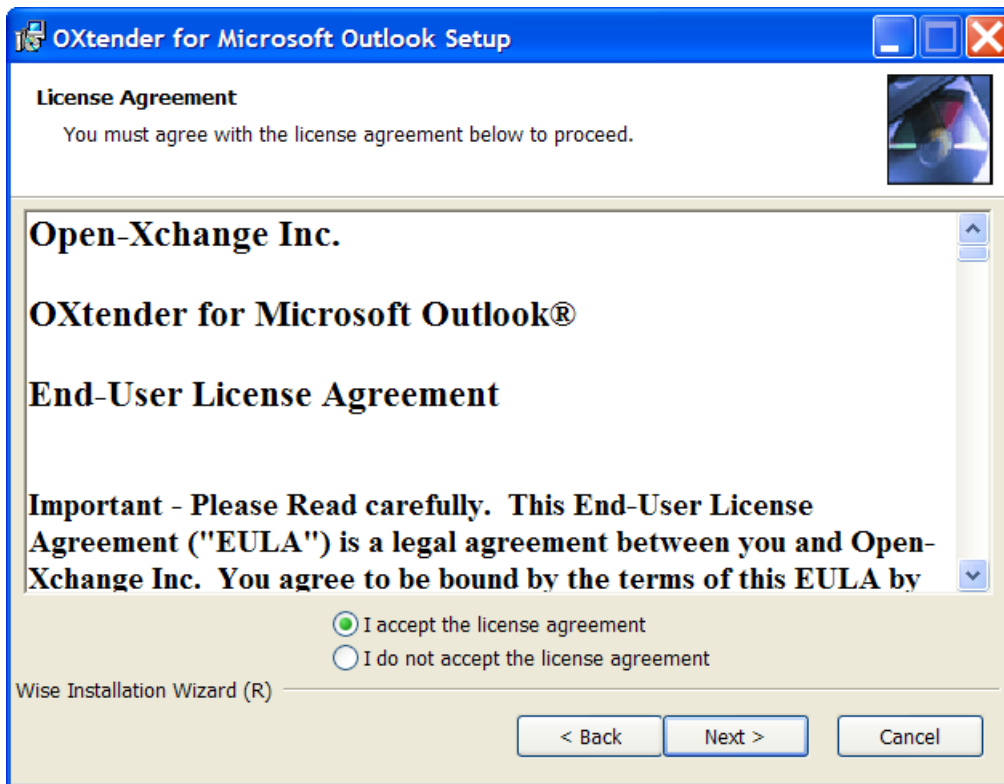 OXtender for Microsoft Outlook Setup
License Agreement
You must agree with the license agreement below to proceed.
Open-Xchange Inc.
OXtender for Microsoft Outlook®
End-User License Agreement
Important - Please Read carefully.  This End-User License
Agreement ("EULA") is a legal agreement between you and Open-
Xchange Inc.  You agree to be bound by the terms of this EULA by
I accept the license agreement
I do not accept the license agreement
Wise Installation Wizard (R)
< Back
Next >
Cancel